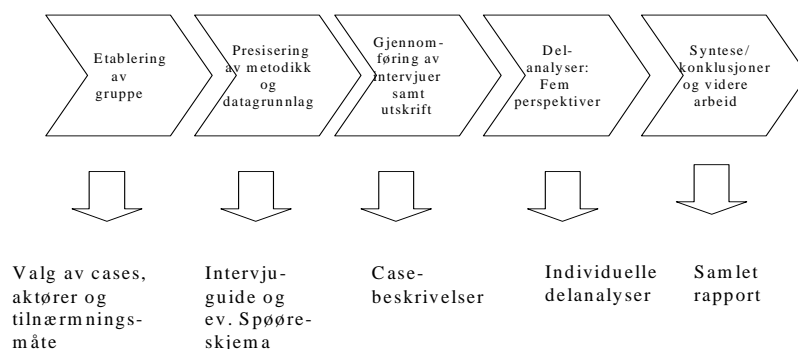 Etablering
av
gruppe
Presisering
av metodikk
og
datagrunnlag
Gjennom-
føring av
intervjuer
samt
utskrift
Del-
analyser:
Fem
perspektiver
Syntese/
konklusjoner
og videre
arbeid
Valg av cases,
aktører og
tilnærmnings-
måte
Intervju-
guide og
ev. Spøøre-
skjema
Case-
beskrivelser
Individuelle
delanalyser
Samlet
rapport